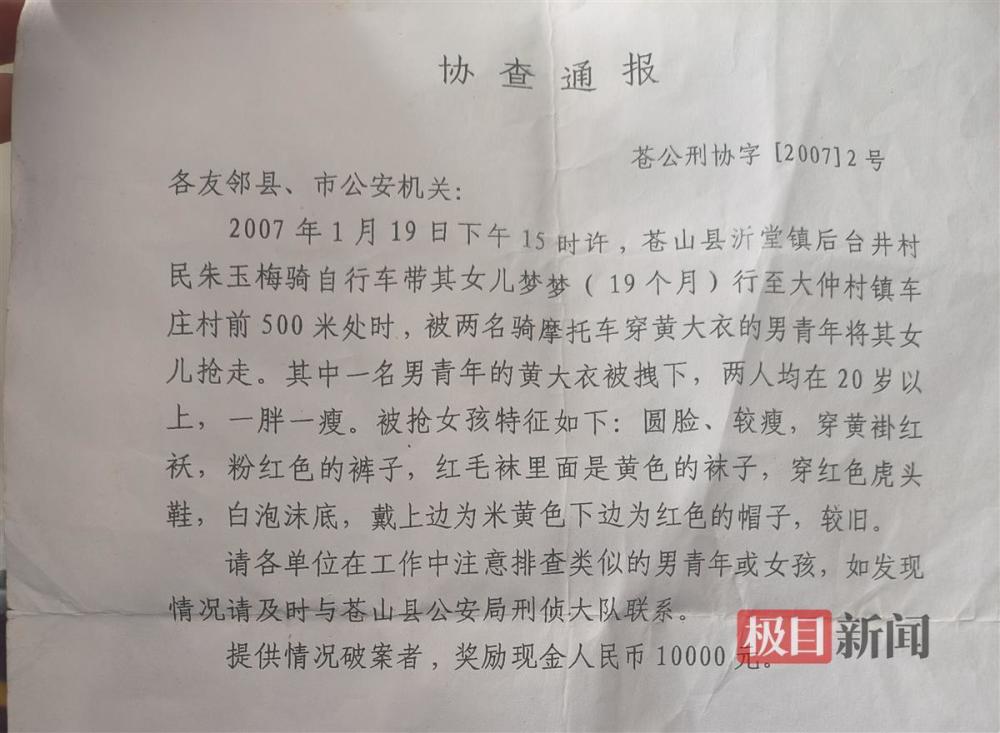 协查通报
苍公刑协字 [2007] 2 号
各友邻县、市公安机关：
2007 年 1 月 19 日下午 15 时许，苍山县沂堂镇后台井村
民朱玉梅骑自行车带其女儿梦梦（ 19 个月）行至大仲村镇车
庄村前 500 米处时，被两名骑摩托车穿黄大衣的男青年将其女
儿抢走。其中一名男青年的黄大衣被拽下，两人均在 20 岁以
上，一胖一瘦。被抢女孩特征如下：圆脸、较瘦，穿黄褂红
袄，粉红色的裤子，红毛袜里面是黄色的袜子，穿红色虎头
鞋，白泡沫底，戴上边为米黄色下边为红色的帽子，较旧。
请各单位在工作中注意排查类似的男青年或女孩，如发现
情况请及时与苍山县公安局刑侦大队联系。
提供情况破案者，奖励现金人民币 10000 元。
极目新闻